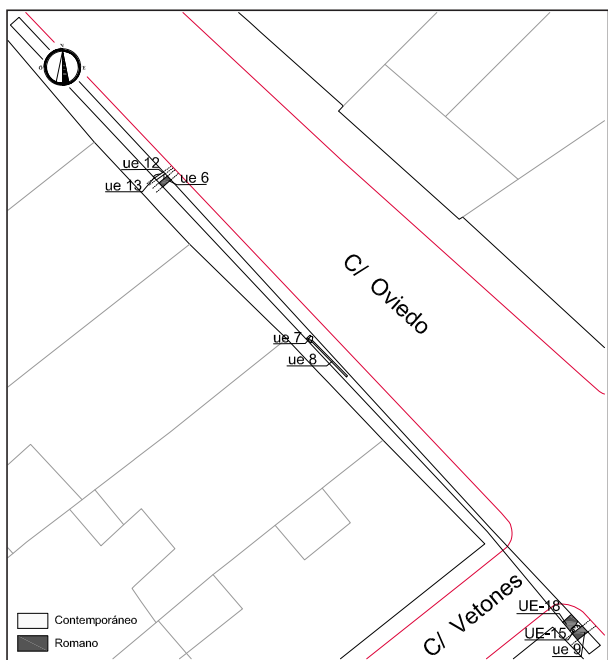 N
O
E
ue 12
ue 6
ue 13
C/ Oviedo
ue 7
ue 8
C/ Vetones
UE-18
UE-15
ue 9
Contemporáneo
Romano